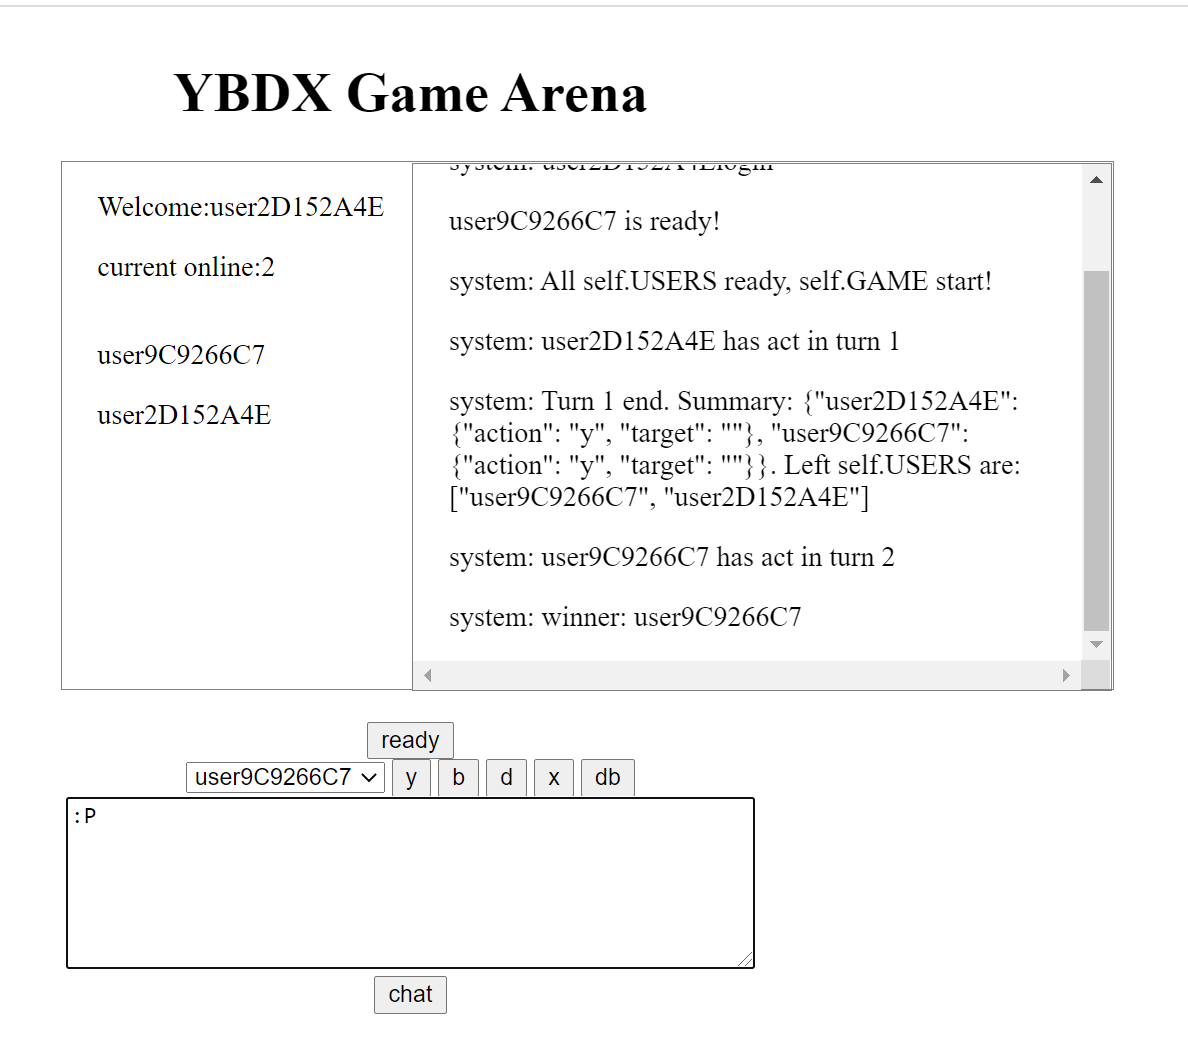 YBDX Game Arena
Welcome:user2D152A4E
current online:2
user9C9266C7
user2D152A4E
system: user2D152A4Elogin
user9C9266C7 is ready!
system: All self.USERS ready, self.GAME start!
system: user2D152A4E has act in turn 1
system: Turn 1 end. Summary: {"user2D152A4E":
{"action": "y", "target": ""}, "user9C9266C7":
{"action": "y", "target": ""}}. Left self.USERS are:
["user9C9266C7", "user2D152A4E"]
system: user9C9266C7 has act in turn 2
system: winner: user9C9266C7
ready
user9C9266C7 y b d x db
:P
chat